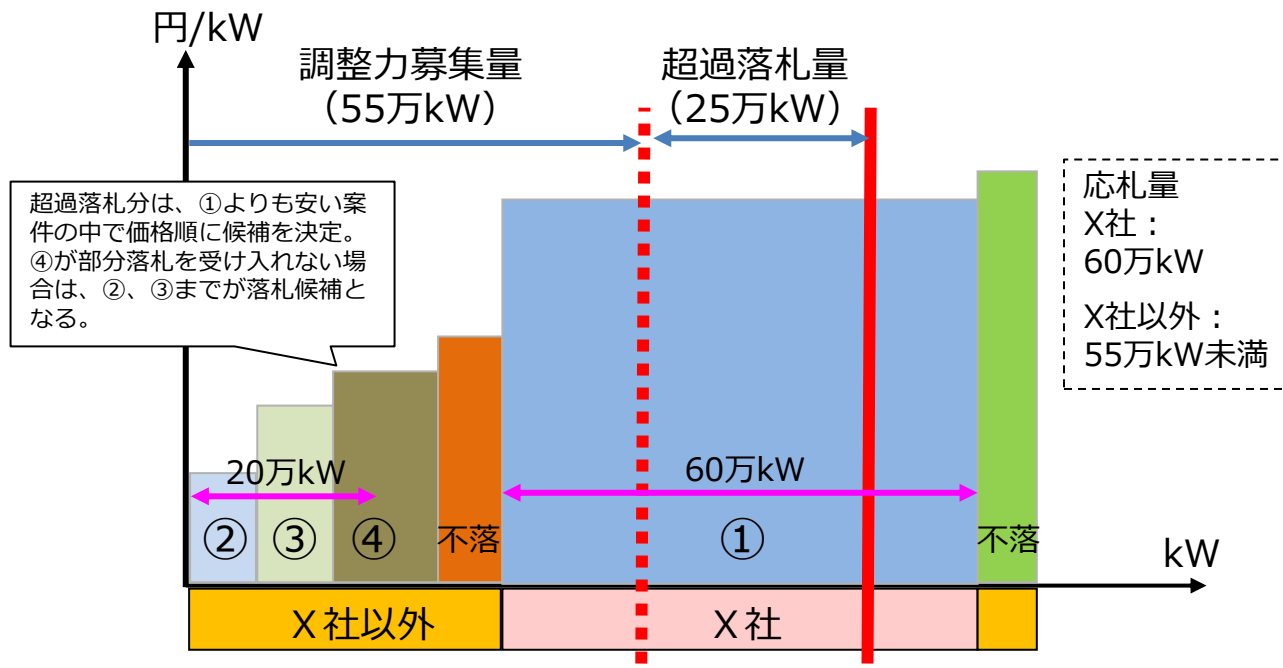 円/kW
調整力募集量
（55万kW）
超過落札量
（25万kW）
超過落札分は、①よりも安い案
件の中で価格順に候補を決定。
④が部分落札を受け入れない場
合は、②、③までが落札候補と
なる。
応札量
X社：
60万kW
X社以外：
55万kW未満
20万kW
60万kW
②
③
④
不落
①
不落
kW
Ｘ社以外
Ｘ社